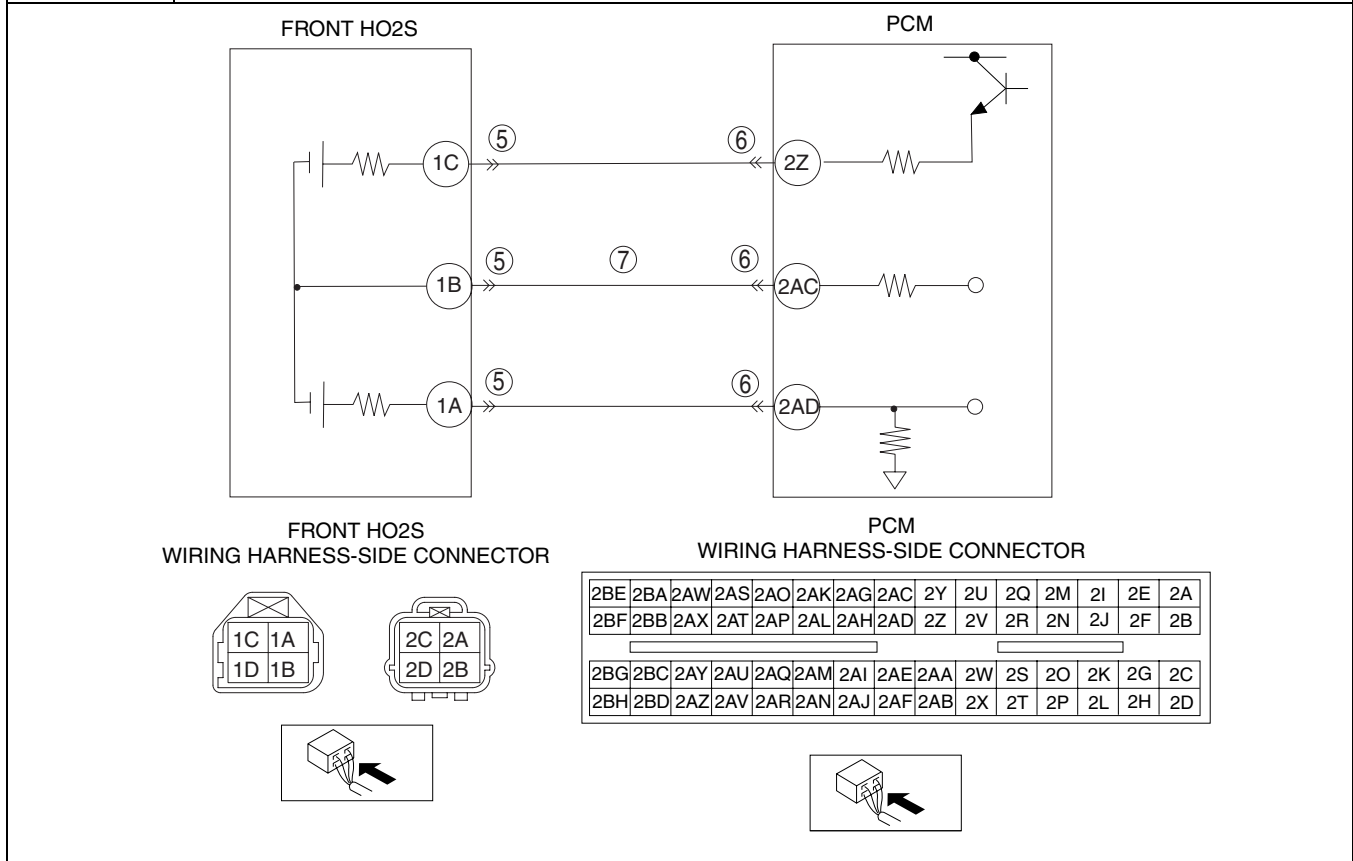 FRONT HO2S
PCM
1C
⑤
⑥
2Z
1B
⑤
⑦
⑥
2AC
1A
⑤
⑥
2AD
FRONT HO2S
WIRING HARNESS-SIDE CONNECTOR
PCM
WIRING HARNESS-SIDE CONNECTOR
1C 1A
1D 1B
2C 2A
2D 2B
2BE 2BA 2AW 2AS 2AO 2AK 2AG 2AC 2Y 2U 2Q 2M 2I 2E 2A
2BF 2BB 2AX 2AT 2AP 2AL 2AH 2AD 2Z 2V 2R 2N 2J 2F 2B
2BG 2BC 2AY 2AU 2AQ 2AM 2AI 2AE 2AA 2W 2S 2O 2K 2G 2C
2BH 2BD 2AZ 2AV 2AR 2AN 2AJ 2AF 2AB 2X 2T 2P 2L 2H 2D